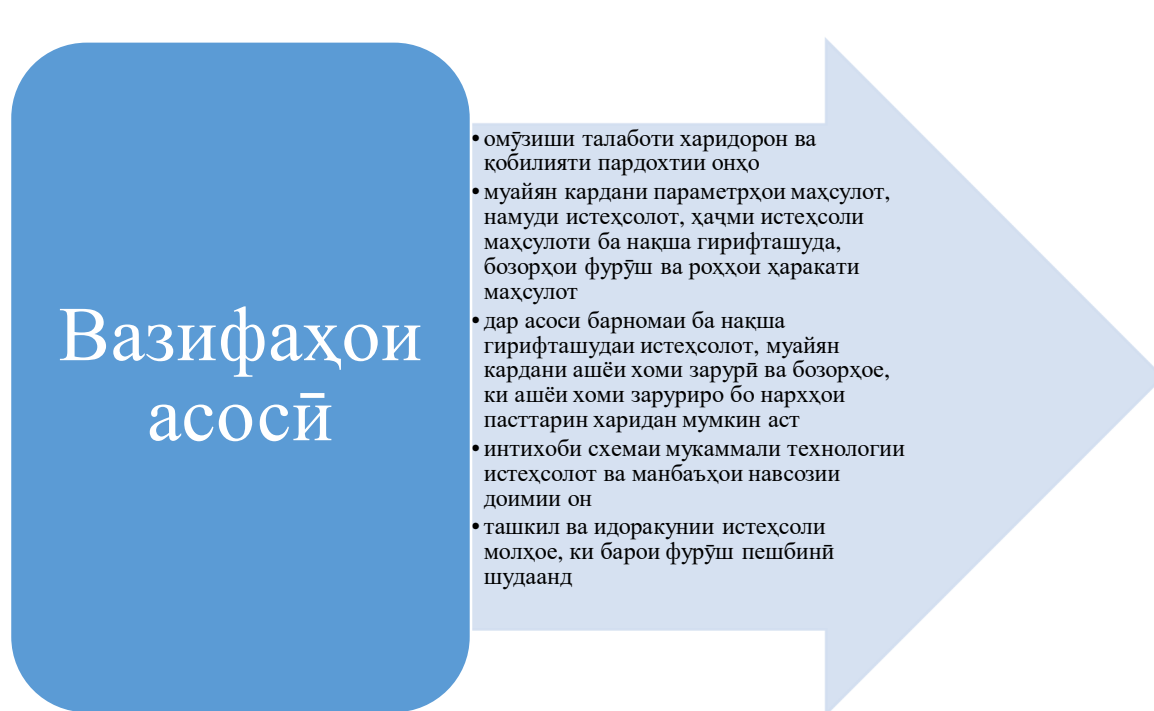 Вазифаҳои
асосӣ
• омӯзиши талаботи харидорон ва
қобилияти пардохтии онҳо
• муайян кардани параметрҳои маҳсулот,
намуди истеҳсолот, ҳаҷми истеҳсоли
маҳсулоти ба нақша гирифташуда,
бозорҳои фурӯш ва роҳҳои ҳаракати
маҳсулот
• дар асоси барномаи ба нақша
гирифташудаи истеҳсолот, муайян
кардани ашёи хоми зарурӣ ва бозорҳое,
ки ашёи хоми заруриро бо нархҳои
пасттарин харидан мумкин аст
• интихоби схемаи мукаммали технологии
истеҳсолот ва манбаъҳои навсозии
доимии он
• ташкил ва идоракунии истеҳсоли
молҳое, ки барои фурӯш пешбинӣ
шудаанд